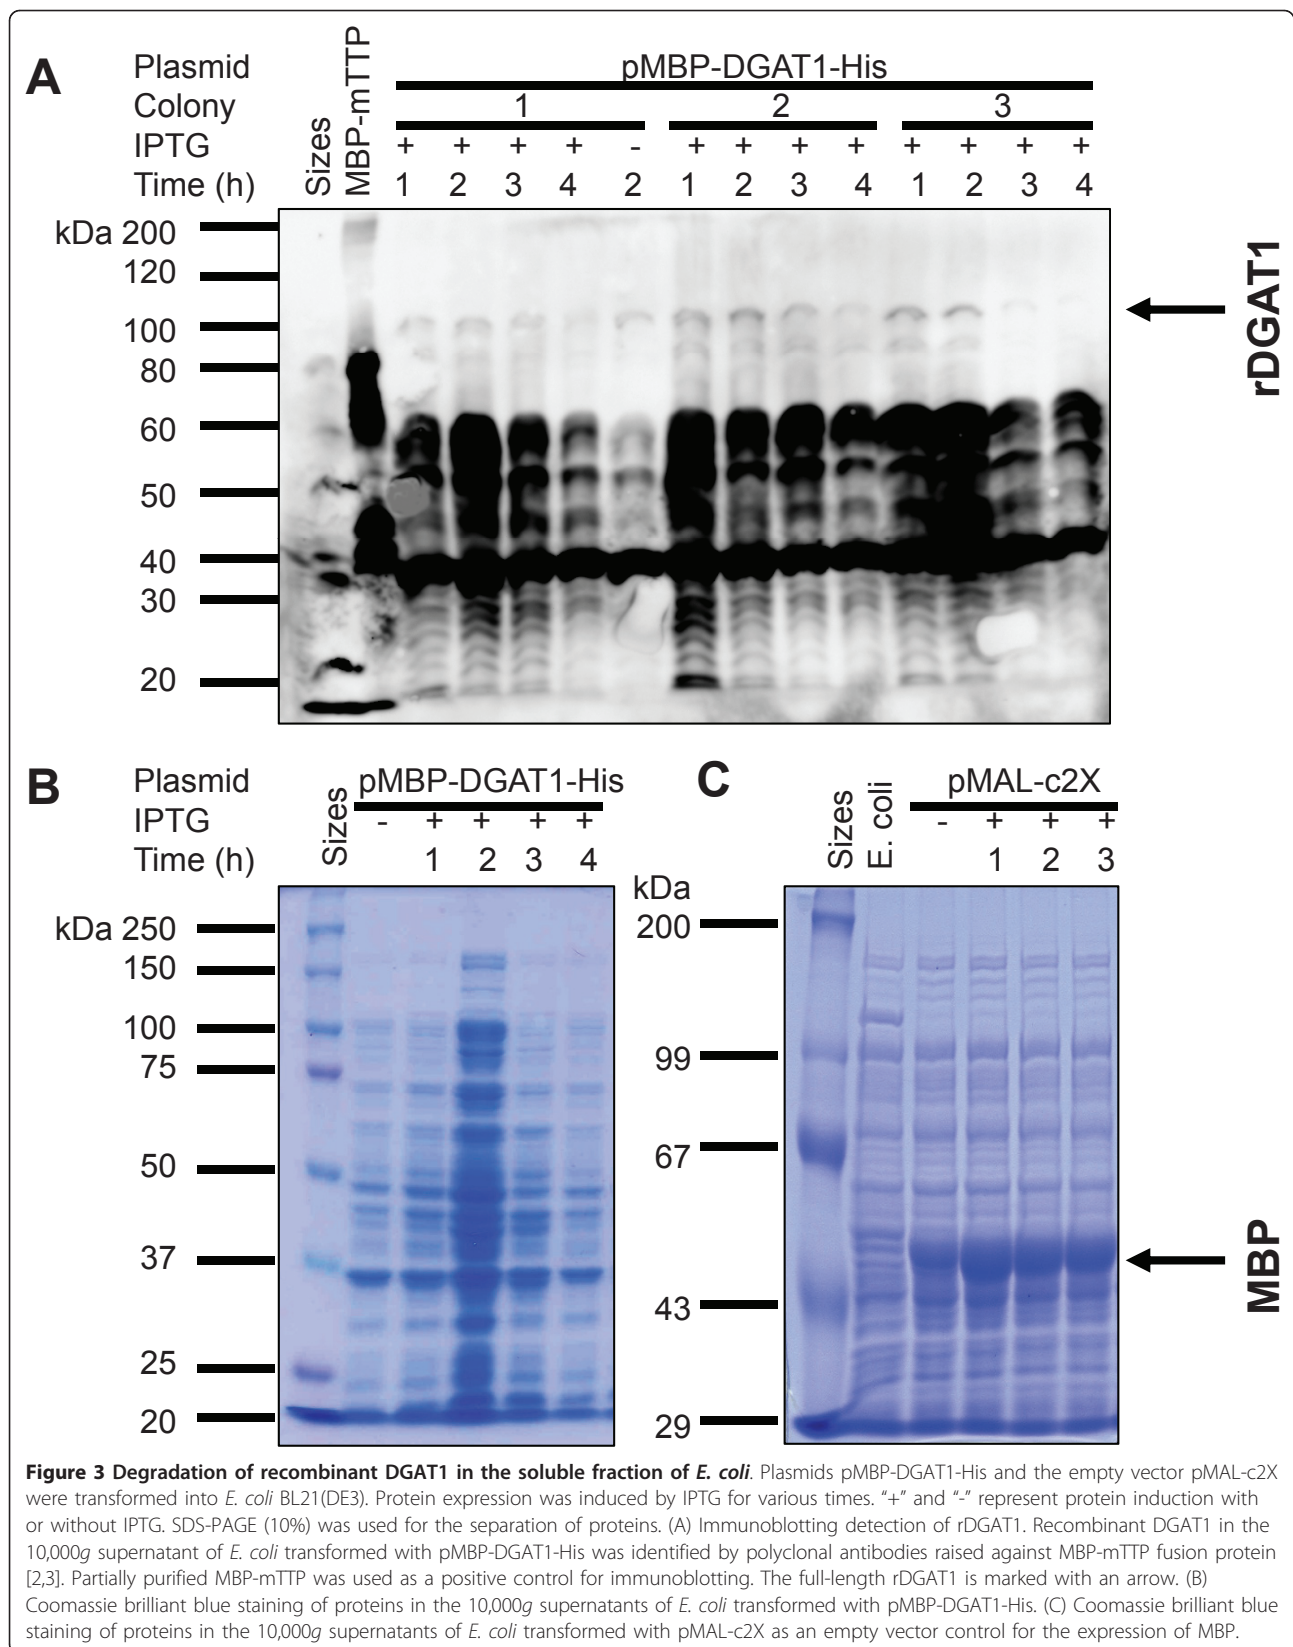 A
Plasmid
Colony
IPTG
Time (h)
Sizes
MBP-mTTP
pMBP-DGAT1-His
1 2 3
+ + + + - + + + + + + + +
1 2 3 4 2 1 2 3 4 1 2 3 4
kDa 200
120
100
80
60
50
40
30
20
rDGAT1
B
Plasmid
IPTG
Time (h)
Sizes
pMBP-DGAT1-His
- + + + +
1 2 3 4
kDa 250
150
100
75
50
37
25
20
C
Sizes
E. coli
pMAL-c2X
- + + +
1 2 3
kDa
200
99
67
43
29
MBP
Figure 3 Degradation of recombinant DGAT1 in the soluble fraction of E. coli. Plasmids pMBP-DGAT1-His and the empty vector pMAL-c2X
were transformed into E. coli BL21(DE3). Protein expression was induced by IPTG for various times. “+” and “-” represent protein induction with
or without IPTG. SDS-PAGE (10%) was used for the separation of proteins. (A) Immunoblotting detection of rDGAT1. Recombinant DGAT1 in the
10,000g supernatant of E. coli transformed with pMBP-DGAT1-His was identified by polyclonal antibodies raised against MBP-mTTP fusion protein
[2,3]. Partially purified MBP-mTTP was used as a positive control for immunoblotting. The full-length rDGAT1 is marked with an arrow. (B)
Coomassie brilliant blue staining of proteins in the 10,000g supernatants of E. coli transformed with pMBP-DGAT1-His. (C) Coomassie brilliant blue
staining of proteins in the 10,000g supernatants of E. coli transformed with pMAL-c2X as an empty vector control for the expression of MBP.